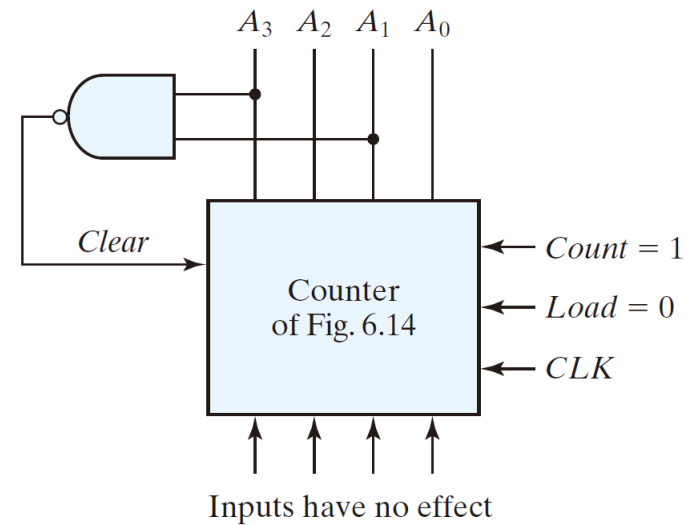 A₃ A₂ A₁ A₀
Clear
Counter
of Fig. 6.14
Count = 1
Load = 0
CLK
Inputs have no effect